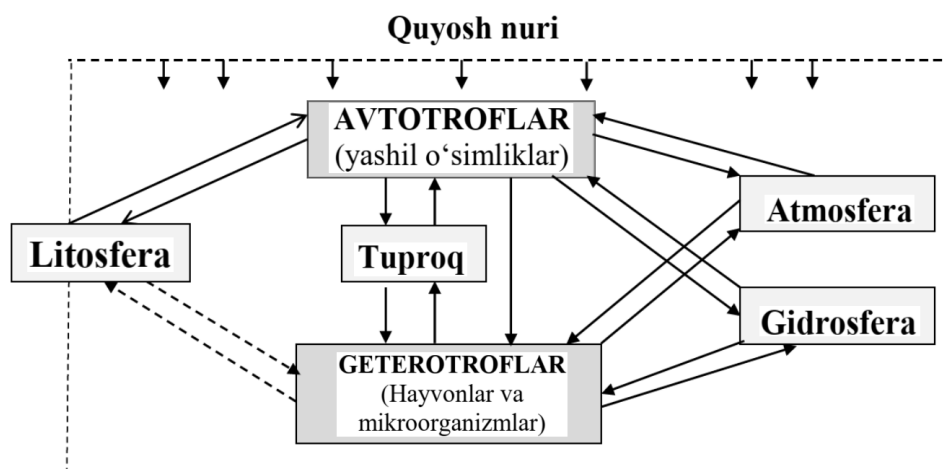 Quyosh nuri
AVTOTROFLAR
(yashil o‘simliklar)
Atmosfera
Litosfera
Tuproq
Gidrosfera
GETEROTROFLAR
(Hayvonlar va
mikroorganizmlar)